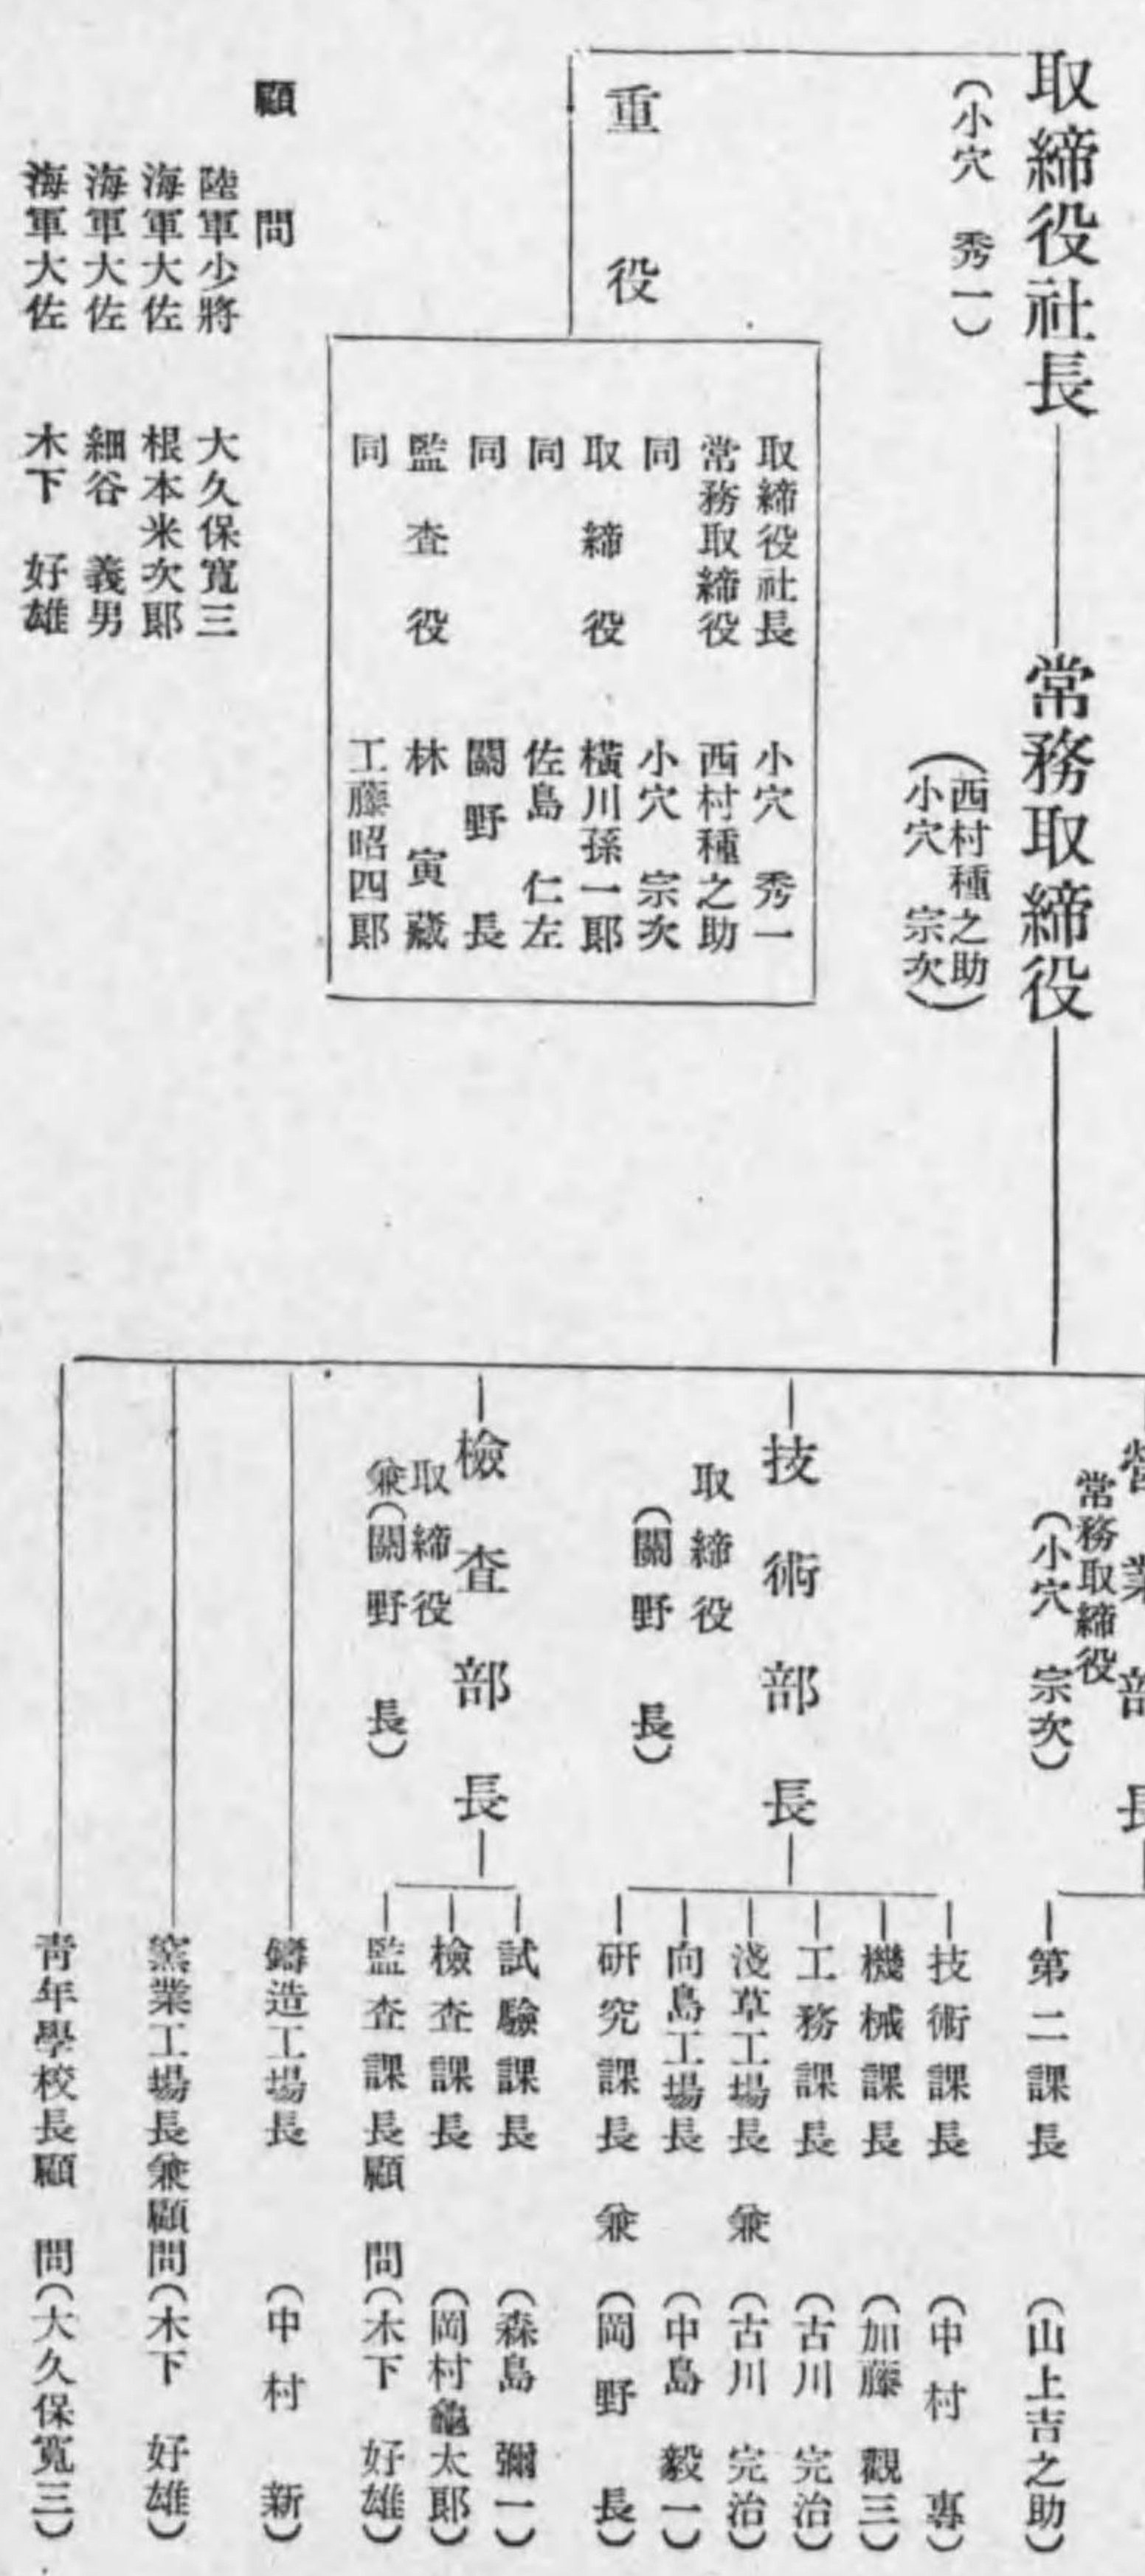 取締役社長
(小穴 秀一)
常務取締役
(西村種之助
小穴 宗次)
重役
取締役社長 小穴 秀一
常務取締役 西村種之助
同 小穴 宗次
取締役 橫川孫一郞
同 佐島 仁左
同 關野 長
監査役 林 寅藏
同 工藤昭四郞
顧問
陸軍少將 大久保寬三
海軍大佐 根本米次郞
海軍大佐 細谷 義男
海軍大佐 木下 好雄
營業部長
常務取締役
(小穴 宗次)
第二課長 (山上吉之助)
技術部長
取締役
(關野 長)
技術課長 (中村 專)
機械課長 (加藤 觀三)
工務課長 (古川 完治)
淺草工場長 兼 (古川 完治)
向島工場長 (中島 毅一)
研究課長 兼 (岡野 長)
檢査部長
取締役
兼(關野 長)
試驗課長 (森島 彌一)
檢査課長 (岡村龜太郞)
監査課長顧問(木下 好雄)
鑄造工場長 (中村 新)
窯業工場長兼顧問(木下 好雄)
靑年學校長顧問(大久保寬三)